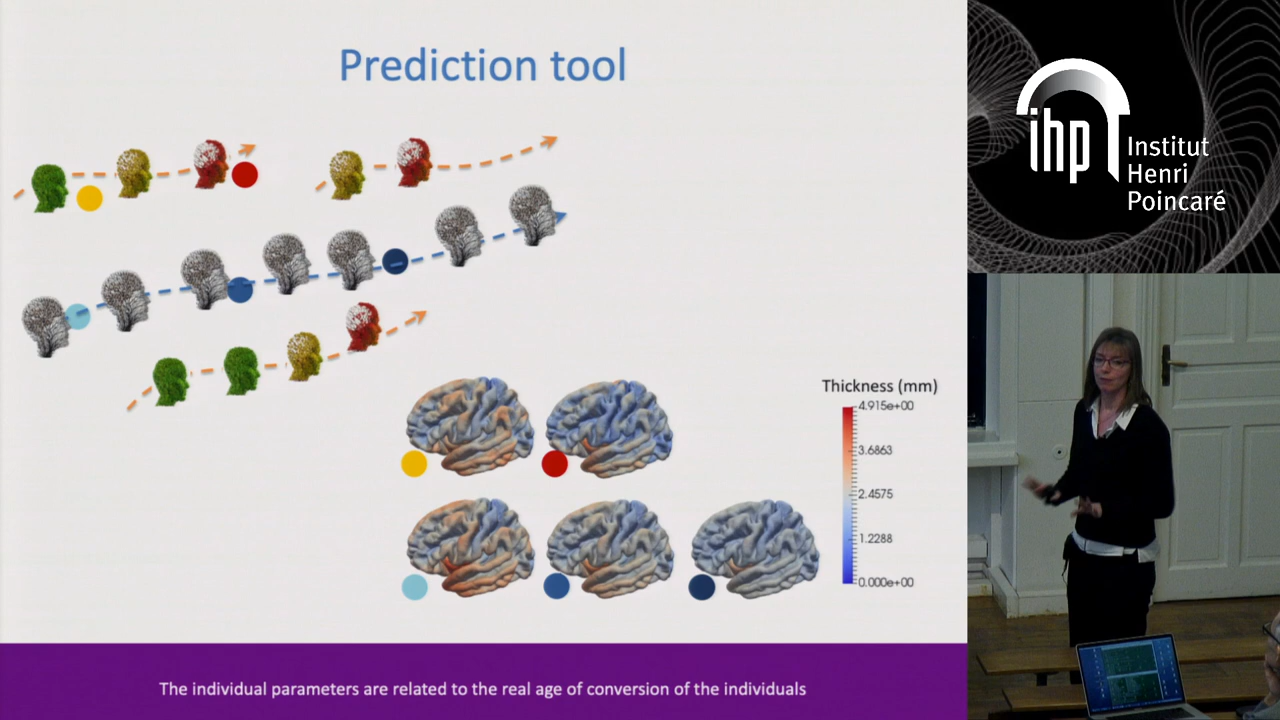 Prediction tool
Thickness (mm)
4.915e+00
3.6863
2.4575
1.2288
0.000e+00
The individual parameters are related to the real age of conversion of the individuals
ihp
Institut
Henri
Poincaré